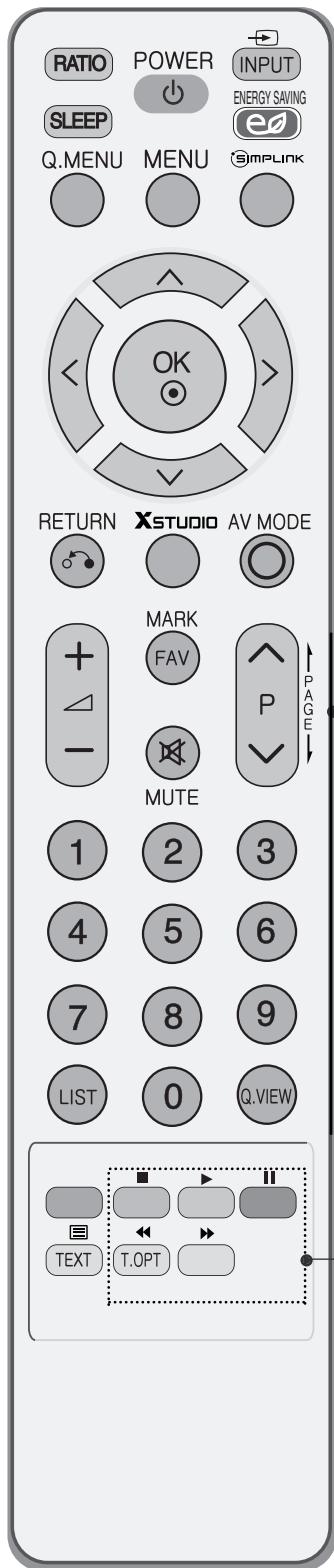 RATIO POWER INPUT
SLEEP ENERGY SAVING
Q.MENU MENU SIMPLINK
OK
RETURN XSTUDIO AV MODE
MARK
FAV
+
-
P
PAGE
MUTE
1 2 3
4 5 6
7 8 9
LIST 0 Q.VIEW
TEXT T.OPT